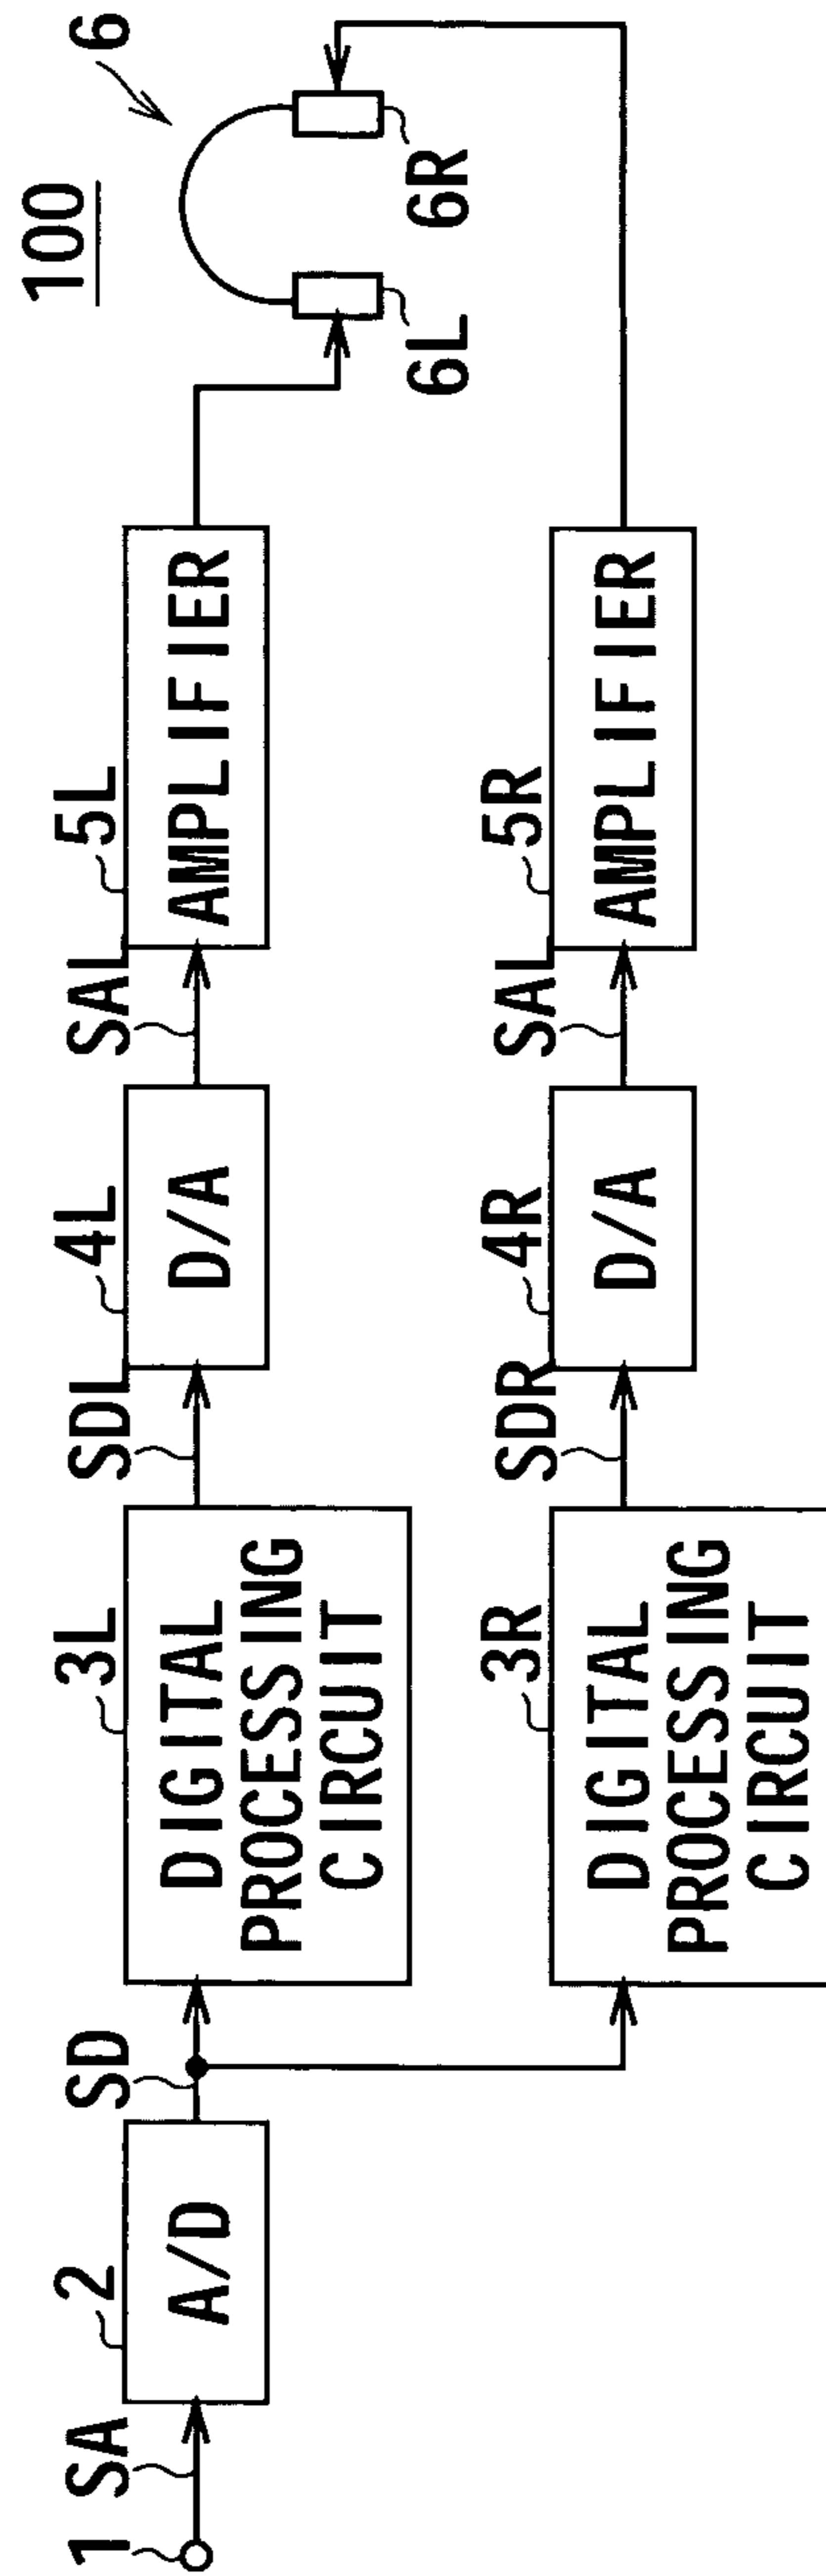 100
6
1
SA
2
A/D
SD
3L
DIGITAL
PROCESSING
CIRCUIT
SDL
4L
D/A
SAL
5L
AMPLIFIER
6L
6R
3R
DIGITAL
PROCESSING
CIRCUIT
SDR
4R
D/A
SAL
5R
AMPLIFIER